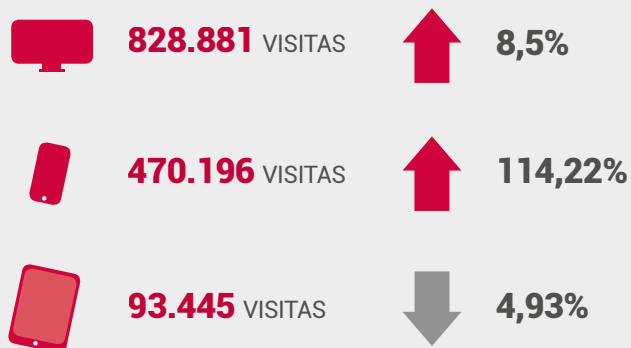 828.881 VISITAS 8,5%
470.196 VISITAS 114,22%
93.445 VISITAS 4,93%